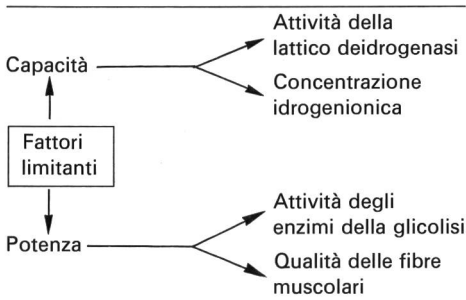 Attività della
lattico deidrogenasi
Capacità
Concentrazione
idrogenionica
Fattori
limitanti
Attività degli
enzimi della glicolisi
Potenza
Qualità delle fibre
muscolari